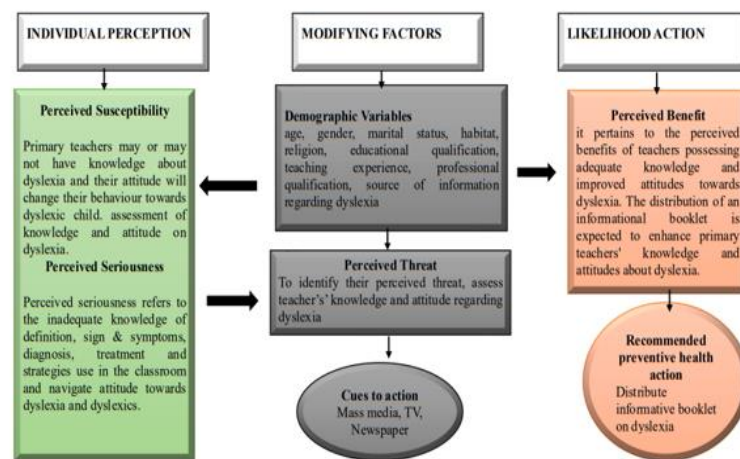 INDIVIDUAL PERCEPTION
Perceived Susceptibility
Primary teachers may or may
not have knowledge about
dyslexia and their attitude will
change their behaviour towards
dyslexic child. assessment of
knowledge and attitude on
dyslexia.
Perceived Seriousness
Perceived seriousness refers to
the inadequate knowledge of
definition, sign & symptoms,
diagnosis, treatment and
strategies use in the classroom
and navigate attitude towards
dyslexia and dyslexics.
MODIFYING FACTORS
Demographic Variables
age, gender, marital status, habitat,
religion, educational qualification,
teaching experience, professional
qualification, source of information
regarding dyslexia
Perceived Threat
To identify their perceived threat, assess
teacher's' knowledge and attitude regarding
dyslexia
Cues to action
Mass media, TV,
Newspaper
LIKELIHOOD ACTION
Perceived Benefit
it pertains to the perceived
benefits of teachers possessing
adequate knowledge and
improved attitudes towards
dyslexia. The distribution of an
informational booklet is
expected to enhance primary
teachers' knowledge and
attitudes about dyslexia.
Recommended
preventive health
action
Distribute
informative booklet
on dyslexia